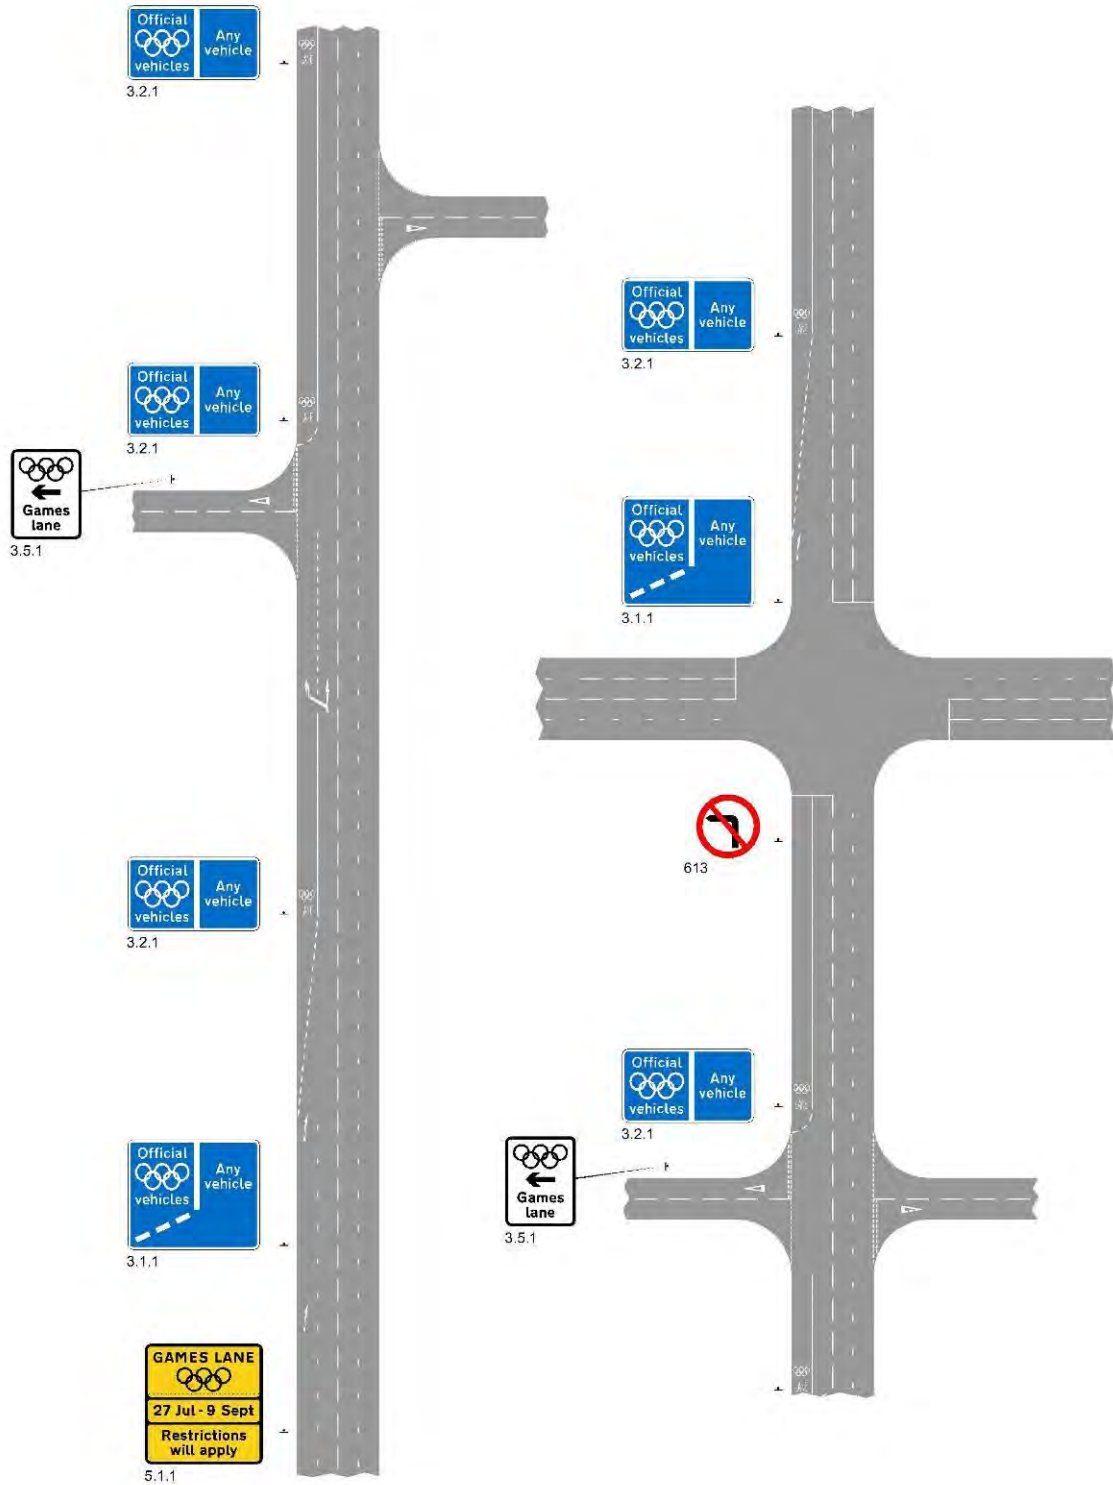 Official
vehicles
Any
vehicle
3.2.1
Official
vehicles
Any
vehicle
3.2.1
Games
lane
3.5.1
Official
vehicles
Any
vehicle
3.2.1
Official
vehicles
Any
vehicle
3.1.1
GAMES LANE
27 Jul - 9 Sept
Restrictions
will apply
5.1.1
Official
vehicles
Any
vehicle
3.2.1
Official
vehicles
Any
vehicle
3.1.1
613
Official
vehicles
Any
vehicle
3.2.1
Games
lane
3.5.1